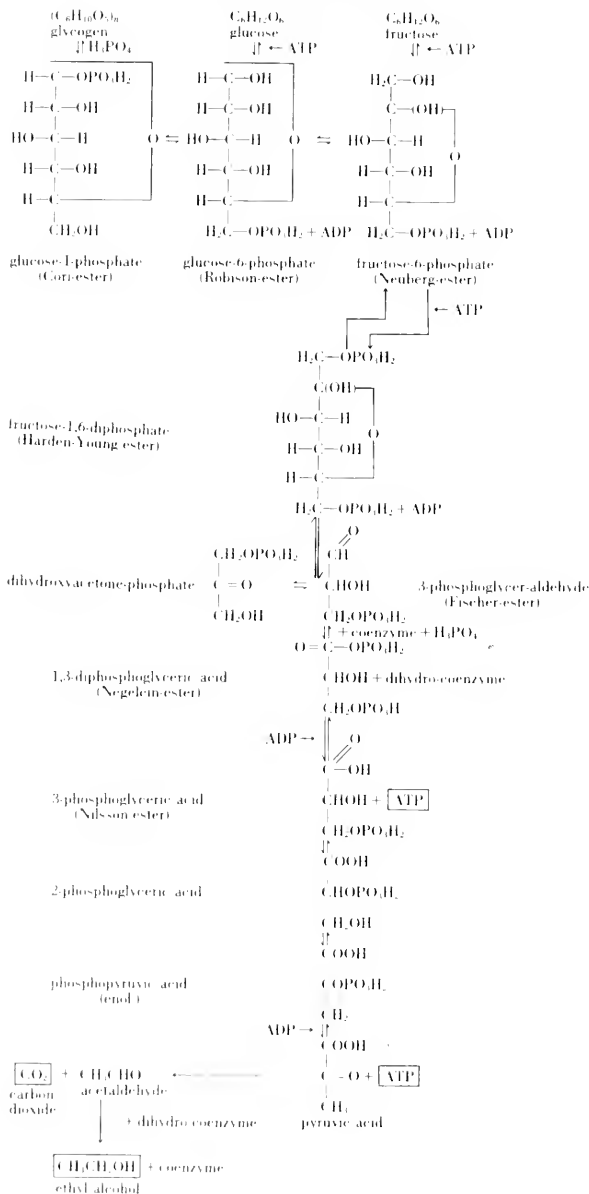 (C₆H₁₀O₅)ₙ C₆H₁₂O₆ C₆H₁₂O₆
glycogen glucose fructose
⇅ H₃PO₄ ⇅ ← ATP ⇅ ← ATP
H—C—OPO₃H₂ H—C—OH H₂C—OH
H—C—OH H—C—OH C—(OH)
HO—C—H O ⇌ HO—C—H O ⇌ HO—C—H
O
H—C—OH H—C—OH H—C—OH
H—C H—C H—C
CH₂OH H₂C—OPO₃H₂ + ADP H₂C—OPO₃H₂ + ADP
glucose-1-phosphate glucose-6-phosphate fructose-6-phosphate
(Cori-ester) (Robison-ester) (Neuberg-ester)
← ATP
H₂C—OPO₃H₂
C(OH)
HO—C—H
fructose-1,6-diphosphate O
(Harden-Young ester)
H—C—OH
H—C
H₂C—OPO₃H₂ + ADP
O
CH₂OPO₃H₂ CH
dihydroxyacetone-phosphate C=O ⇌ CHOH 3-phosphoglycer-aldehyde
(Fischer-ester)
CH₂OH CH₂OPO₃H₂
⇅ + coenzyme + H₃PO₄
O=C—OPO₃H₂
1,3-diphosphoglyceric acid CHOH + dihydro-coenzyme
(Negelein-ester)
CH₂OPO₃H
ADP → O
C—OH
3-phosphoglyceric acid CHOH + ATP
(Nilsson ester)
CH₂OPO₃H₂
⇅
COOH
2-phosphoglyceric acid CHOPO₃H₂
CH₂OH
⇅
COOH
phosphopyruvic acid COPO₃H₂
(enol)
CH₂
ADP → ⇅
COOH
CO₂ + CH₃CHO ← C–O + ATP
carbon acetaldehyde
dioxide
CH₃
+ dihydro coenzyme pyruvic acid
CH₃CH₂OH + coenzyme
ethyl alcohol